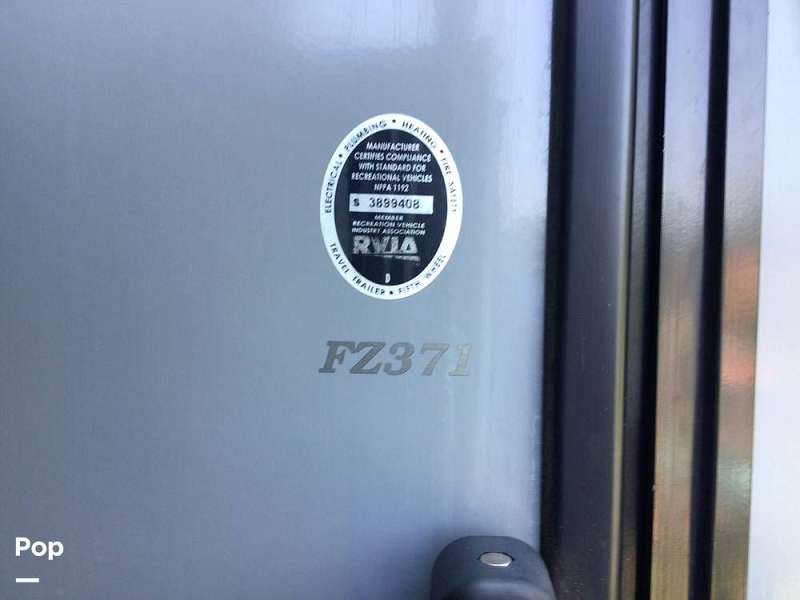 ELECTRICAL • PLUMBING • HEATING • FIRE SAFETY
MANUFACTURER
CERTIFIES COMPLIANCE
WITH STANDARD FOR
RECREATIONAL VEHICLES
NFPA 1192
S 3899408
MEMBER
RECREATION VEHICLE
INDUSTRY ASSOCIATION
RVIA
D
TRAVEL TRAILER • FIFTH WHEEL
FZ371
Pop